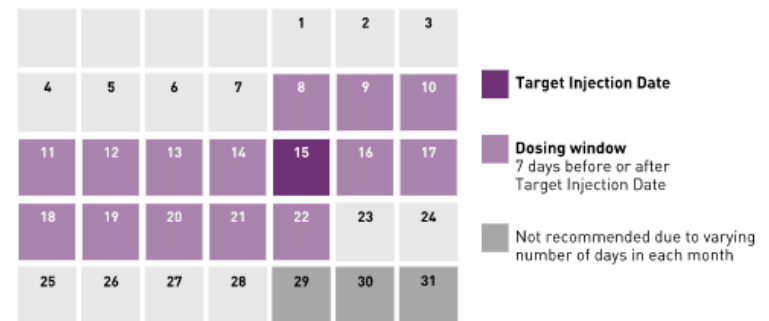 1 2 3
4 5 6 7 8 9 10
11 12 13 14 15 16 17
18 19 20 21 22 23 24
25 26 27 28 29 30 31
Target Injection Date
Dosing window
7 days before or after
Target Injection Date
Not recommended due to varying
number of days in each month